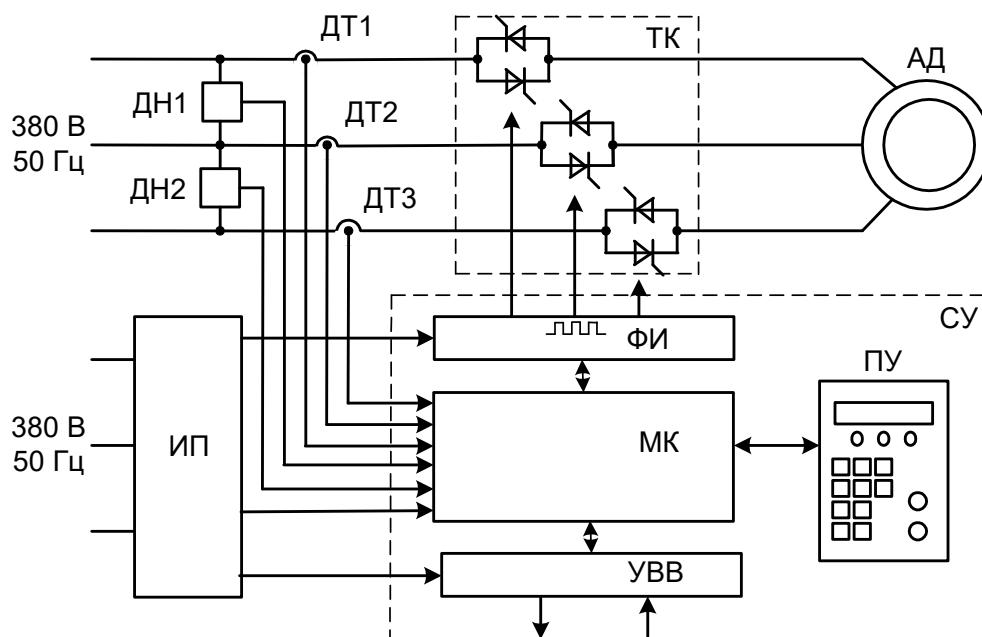 ДТ1
ТК
АД
ДН1
380 В
50 Гц
ДТ2
ДН2
ДТ3
СУ
ФИ
ПУ
380 В
50 Гц
ИП
МК
УВВ